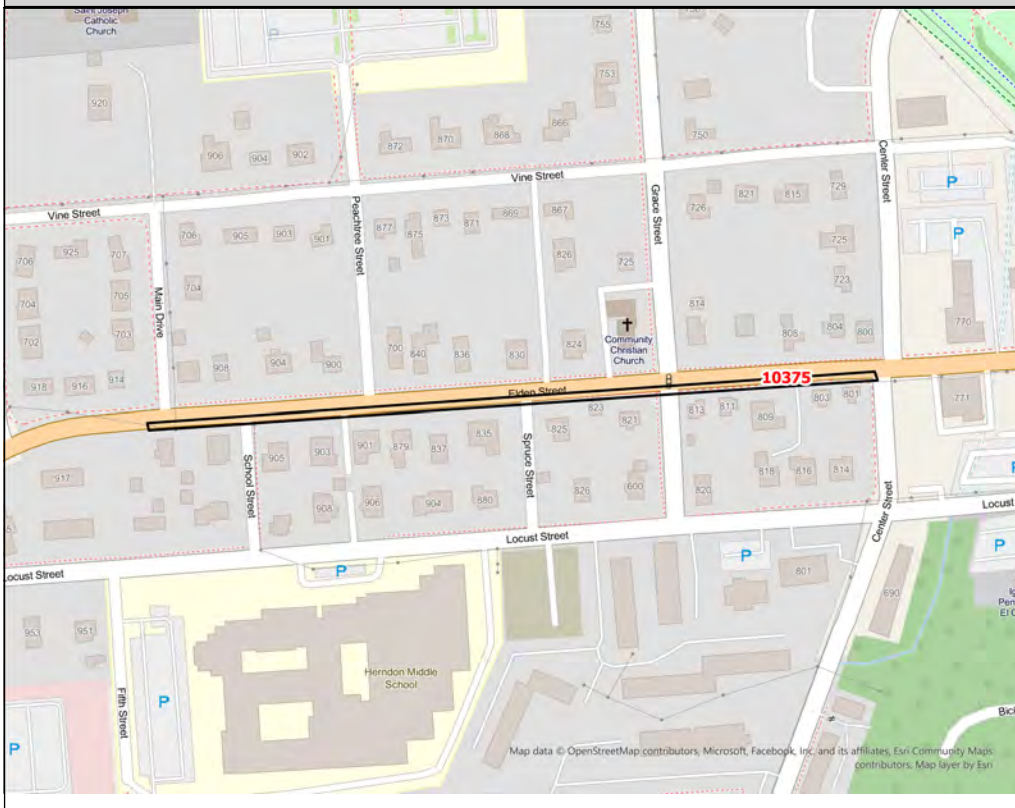 Saint Joseph
Catholic
Church
755
750
920
753
866
868
870
872
906
904
902
750
Center Street
Vine Street
P
P
Vine Street
Main Drive
Peachtree Street
Grace Street
706
905
903
901
877
875
873
871
869
867
726
821
815
729
706
925
707
704
826
725
725
723
704
705
814
770
702
703
908
904
900
700
840
836
830
824
Community
Christian
Church
808
804
800
918
916
914
Elden Street
10375
771
917
School Street
905
903
901
879
837
835
Spruce Street
825
823
821
813
811
809
803
801
908
906
904
880
826
600
820
818
816
814
P
Center Street
Locust Street
Locust Street
Locust
P
P
P
801
690
953
951
Fifth Street
P
Herndon Middle
School
P
Map data © OpenStreetMap contributors, Microsoft, Facebook, Inc. and its affiliates, Esri Community Maps
contributors, Map layer by Esri